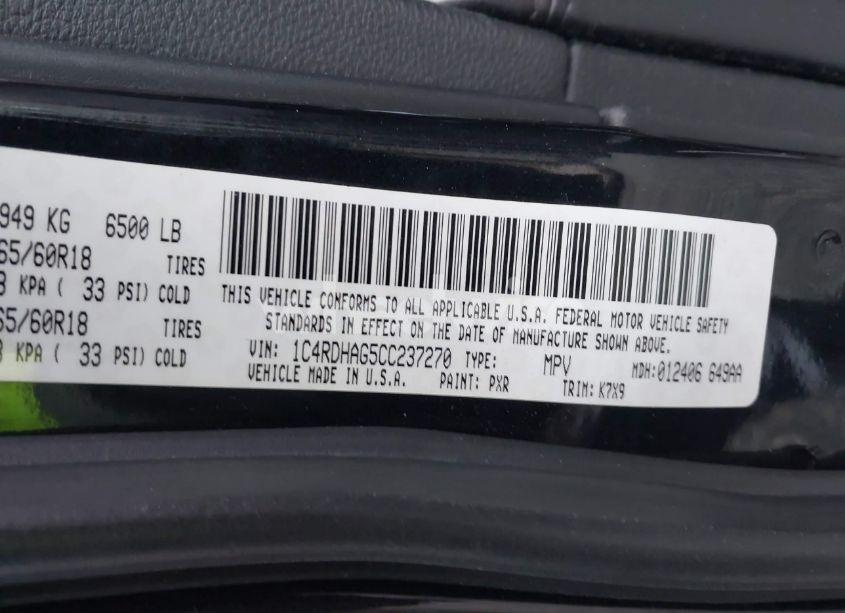 949 KG 6500 LB
65/60R18 TIRES
KPA ( 33 PSI) COLD
65/60R18 TIRES
KPA ( 33 PSI) COLD
THIS VEHICLE CONFORMS TO ALL APPLICABLE U.S.A. FEDERAL MOTOR VEHICLE SAFETY
STANDARDS IN EFFECT ON THE DATE OF MANUFACTURE SHOWN ABOVE.
VIN: 1C4RDHAG5CC237270 TYPE: MPV MDH:012406 649AA
VEHICLE MADE IN U.S.A. PAINT: PXR TRIM: K7X9